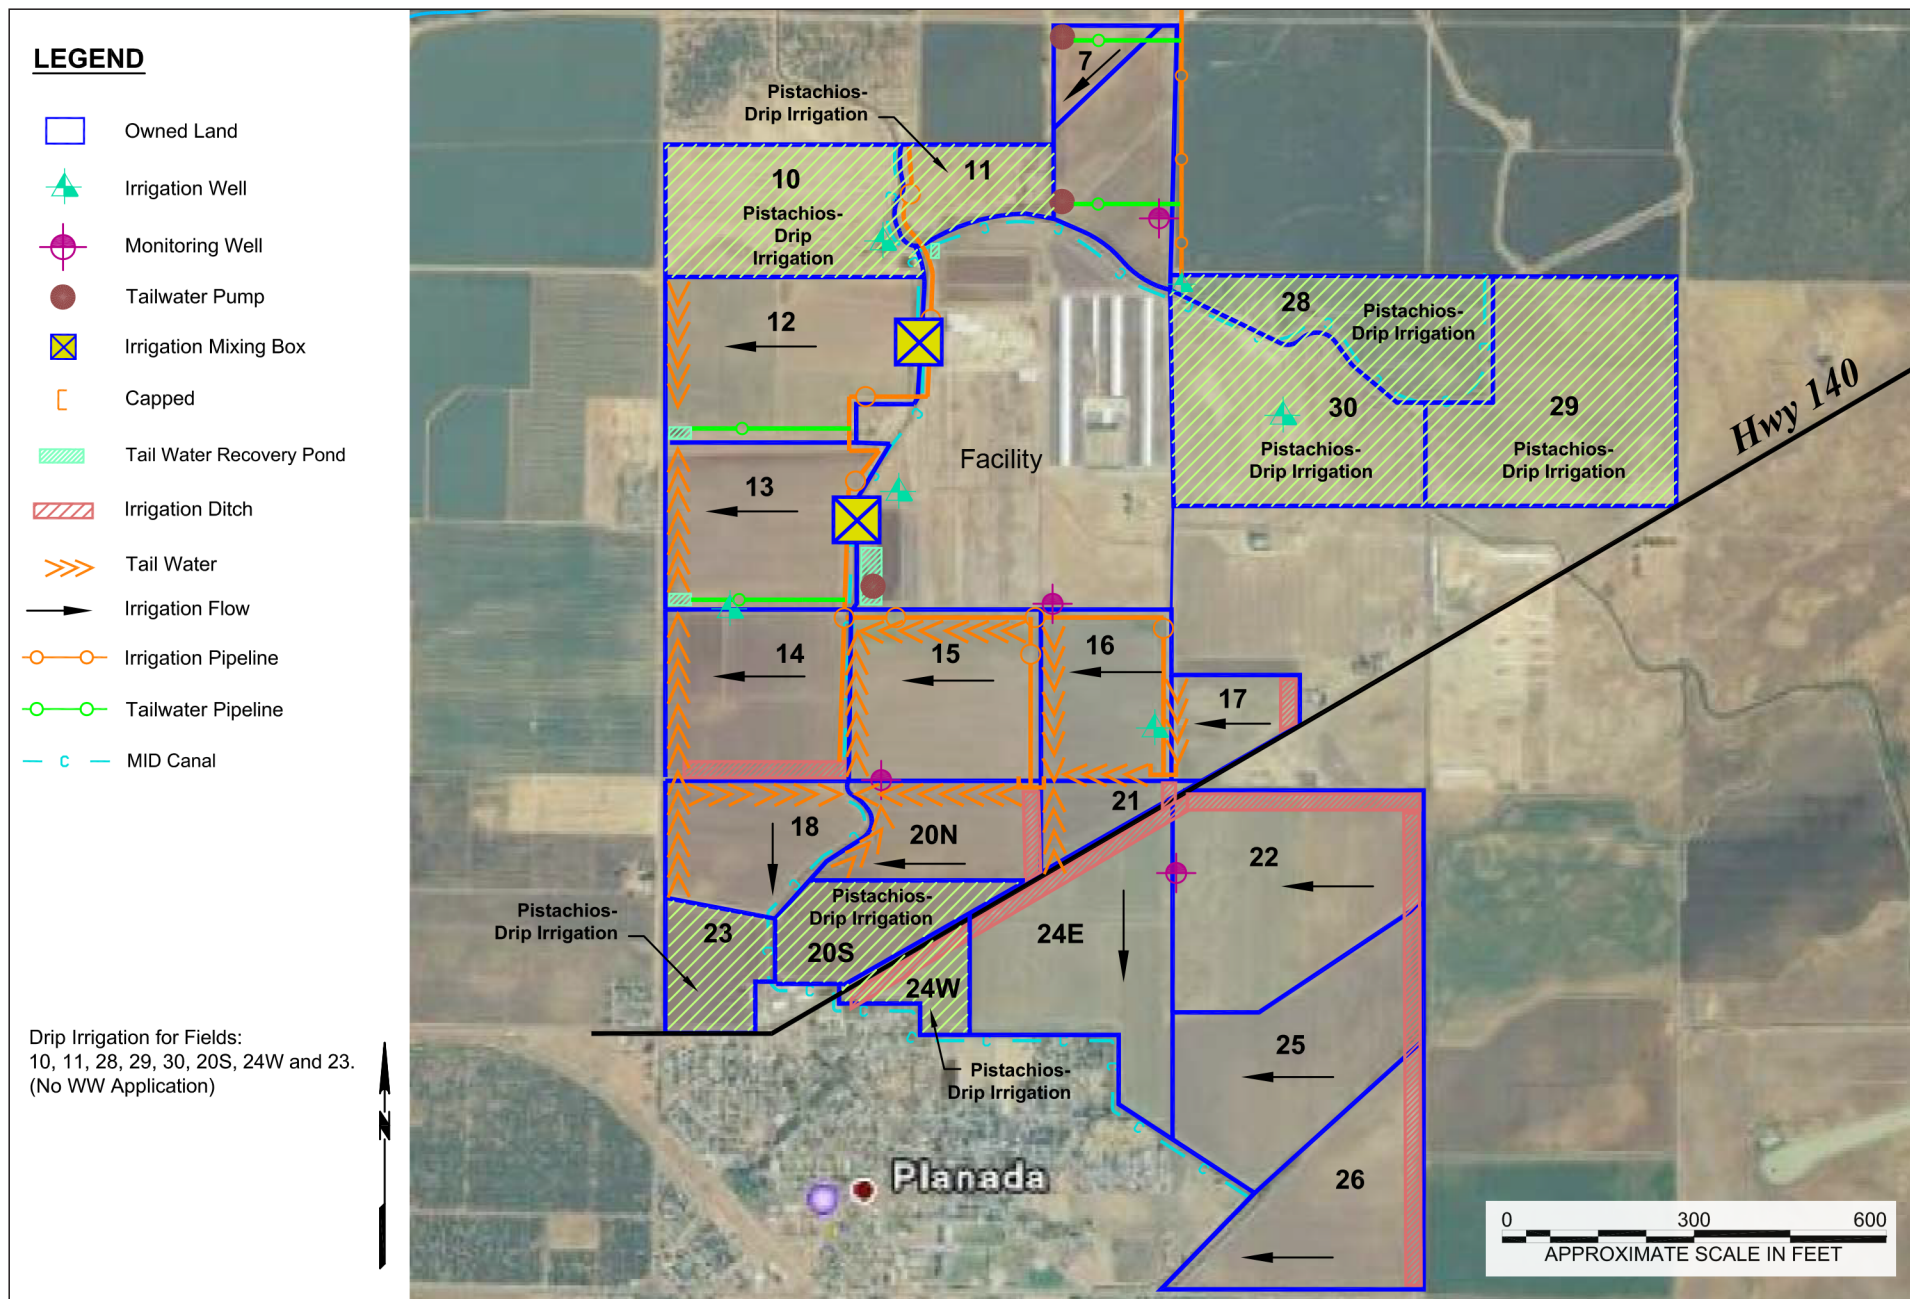 LEGEND
Owned Land
Irrigation Well
Monitoring Well
Tailwater Pump
Irrigation Mixing Box
Capped
Tail Water Recovery Pond
Irrigation Ditch
Tail Water
Irrigation Flow
Irrigation Pipeline
Tailwater Pipeline
C
MID Canal
Drip Irrigation for Fields:
10, 11, 28, 29, 30, 20S, 24W and 23.
(No WW Application)
N
7
Pistachios-
Drip Irrigation
11
10
Pistachios-
Drip
Irrigation
12
28
Pistachios-
Drip Irrigation
30
Pistachios-
Drip Irrigation
29
Pistachios-
Drip Irrigation
Hwy 140
Facility
13
14
15
16
17
18
20N
21
22
Pistachios-
Drip Irrigation
20S
Pistachios-
Drip Irrigation
23
24W
24E
Pistachios-
Drip Irrigation
25
26
Planada
0 300 600
APPROXIMATE SCALE IN FEET